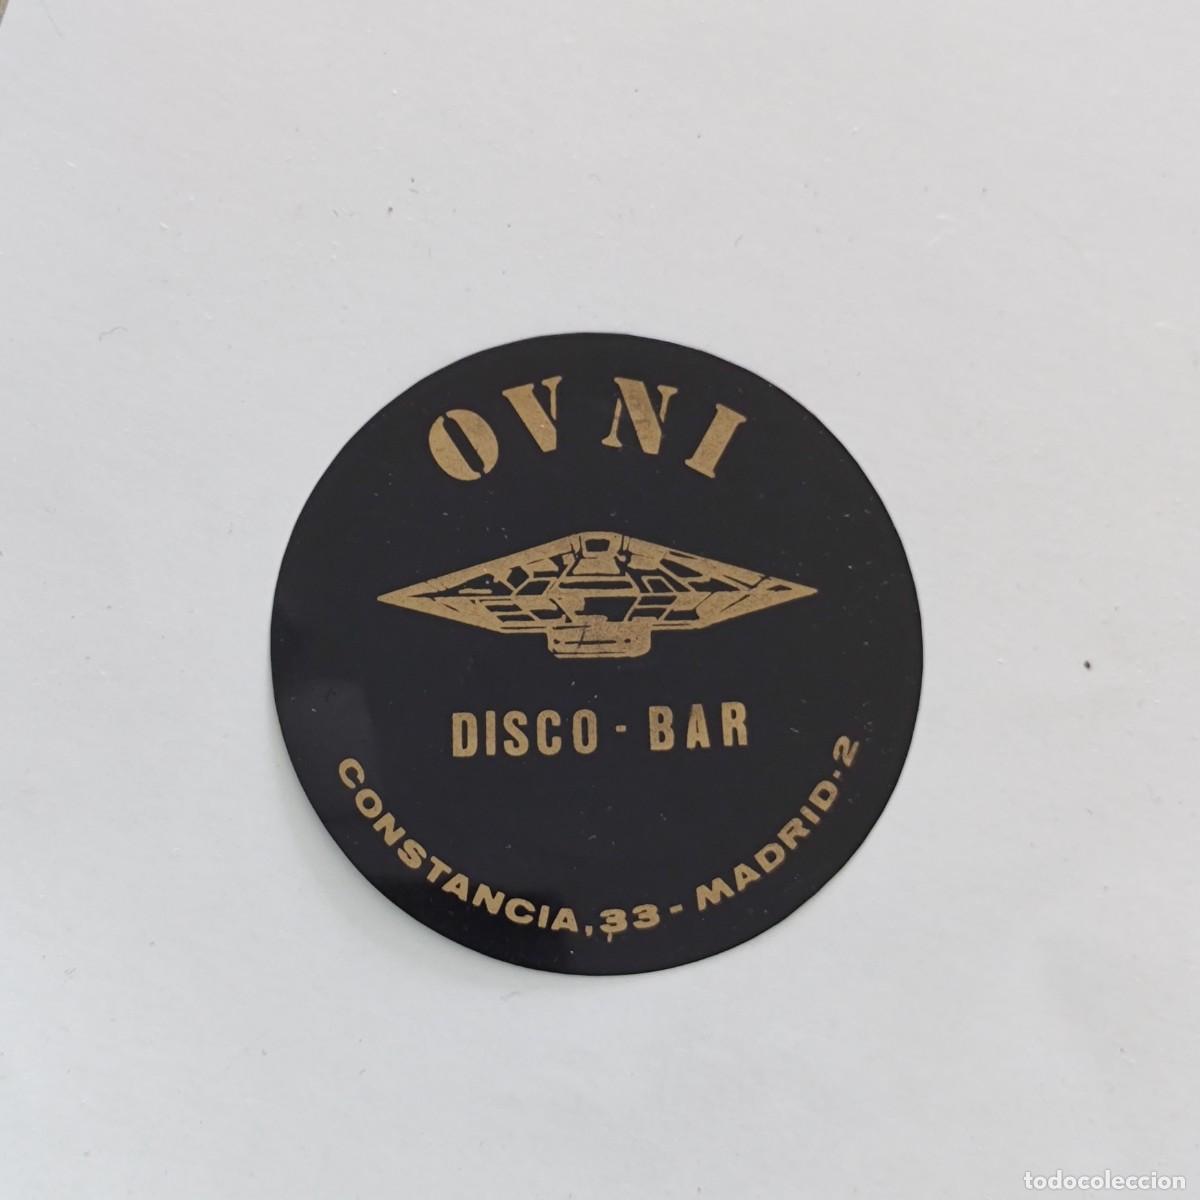 OVNI
DISCO - BAR
CONSTANCIA, 33 - MADRID-2
todocoleccion